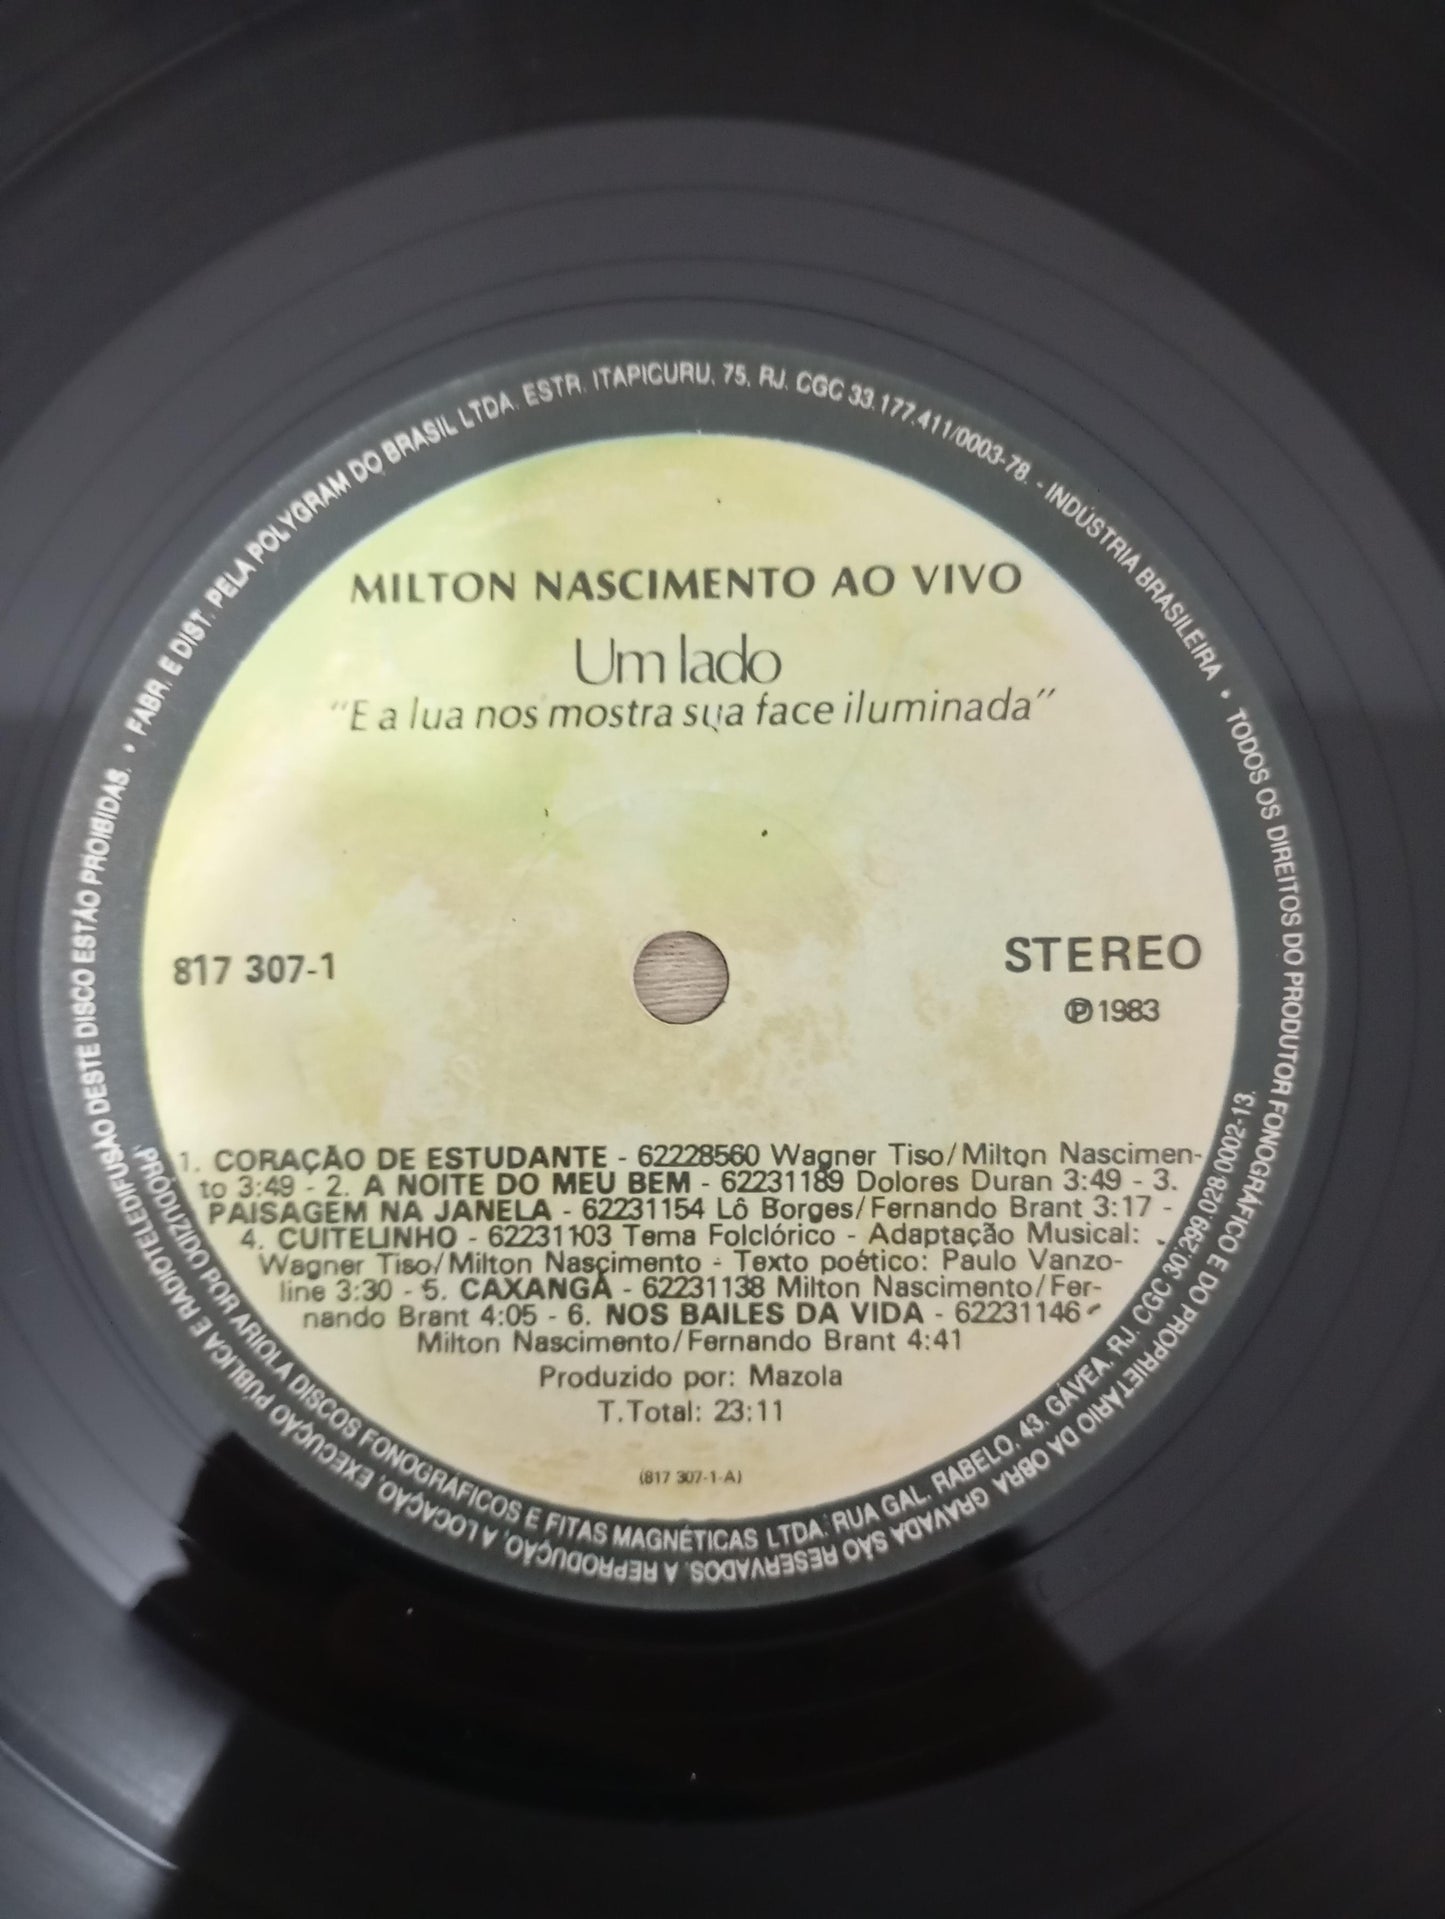 MILTON NASCIMENTO AO VIVO
Um lado
"E a lua nos mostra sua face iluminada"
817 307-1
STEREO
℗ 1983
1. CORAÇÃO DE ESTUDANTE - 62228560 Wagner Tiso/Milton Nascimen-
to 3:49 - 2. A NOITE DO MEU BEM - 62231189 Dolores Duran 3:49 - 3.
PAISAGEM NA JANELA - 62231154 Lô Borges/Fernando Brant 3:17 -
4. CUITELINHO - 62231103 Tema Folclórico - Adaptação Musical:
Wagner Tiso/Milton Nascimento - Texto poético: Paulo Vanzo-
line 3:30 - 5. CAXANGÁ - 62231138 Milton Nascimento/Fer-
nando Brant 4:05 - 6. NOS BAILES DA VIDA - 62231146
Milton Nascimento/Fernando Brant 4:41
Produzido por: Mazola
T.Total: 23:11
(817 307-1-A)
PRODUZIDO POR ARIOLA DISCOS FONOGRÁFICOS E FITAS MAGNÉTICAS LTDA. RUA GAL. RABELO, 43, GÁVEA. RJ. CGC 30.299.028/0002-13.
• FABR. E DIST. PELA POLYGRAM DO BRASIL LTDA. ESTR. ITAPICURU, 75. RJ. CGC 33.177.411/0003-78. - INDÚSTRIA BRASILEIRA • TODOS OS DIREITOS DO PRODUTOR FONOGRÁFICO E DO PROPRIETÁRIO DA OBRA GRAVADA SÃO RESERVADOS. A REPRODUÇÃO, A LOCAÇÃO, EXECUÇÃO PÚBLICA E RADIOTELEDIFUSÃO DESTE DISCO ESTÃO PROIBIDAS.